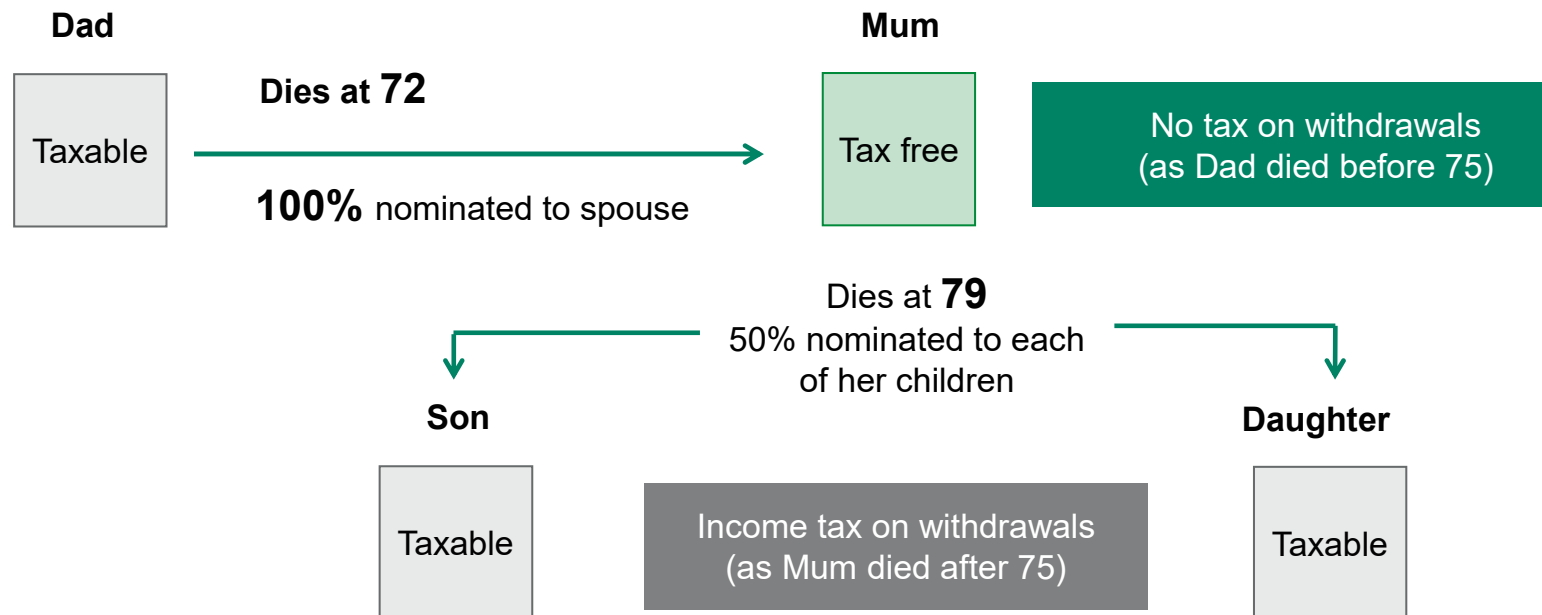 Dad
Mum
Dies at 72
Taxable
Tax free
No tax on withdrawals
(as Dad died before 75)
100% nominated to spouse
Dies at 79
50% nominated to each
of her children
Son
Daughter
Taxable
Income tax on withdrawals
(as Mum died after 75)
Taxable